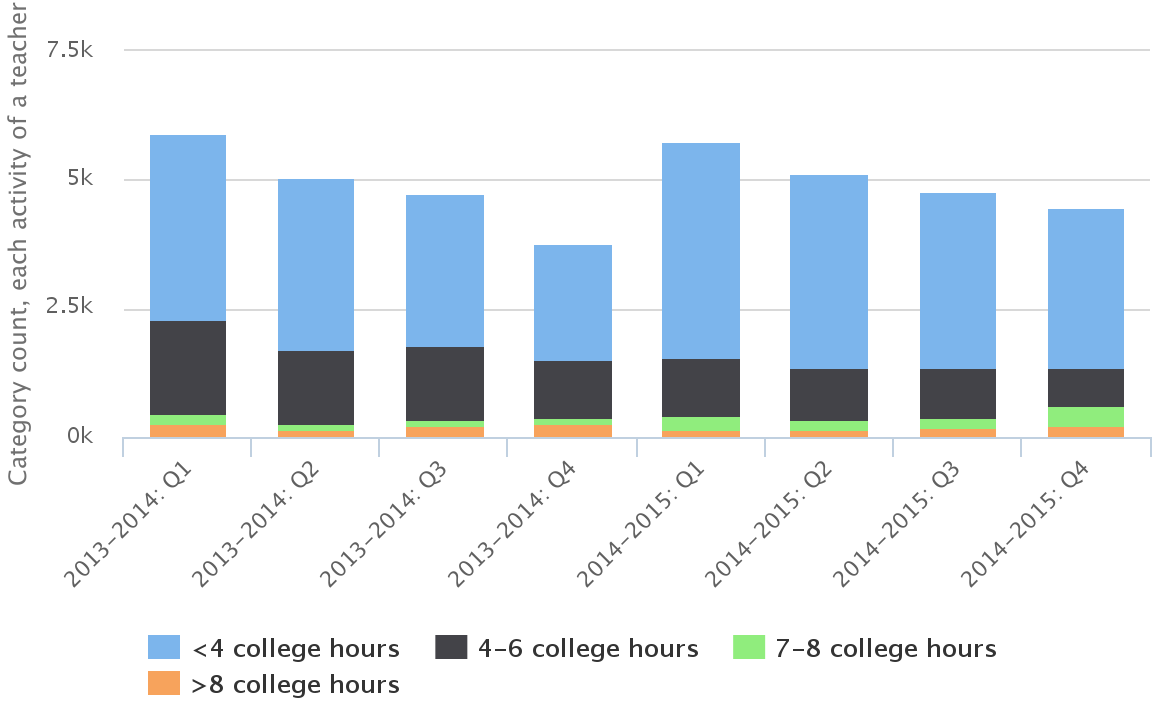 Category count, each activity of a teacher
7.5k
5k
2.5k
0k
2013–2014: Q1
2013–2014: Q2
2013–2014: Q3
2013–2014: Q4
2014–2015: Q1
2014–2015: Q2
2014–2015: Q3
2014–2015: Q4
<4 college hours
4–6 college hours
7–8 college hours
>8 college hours